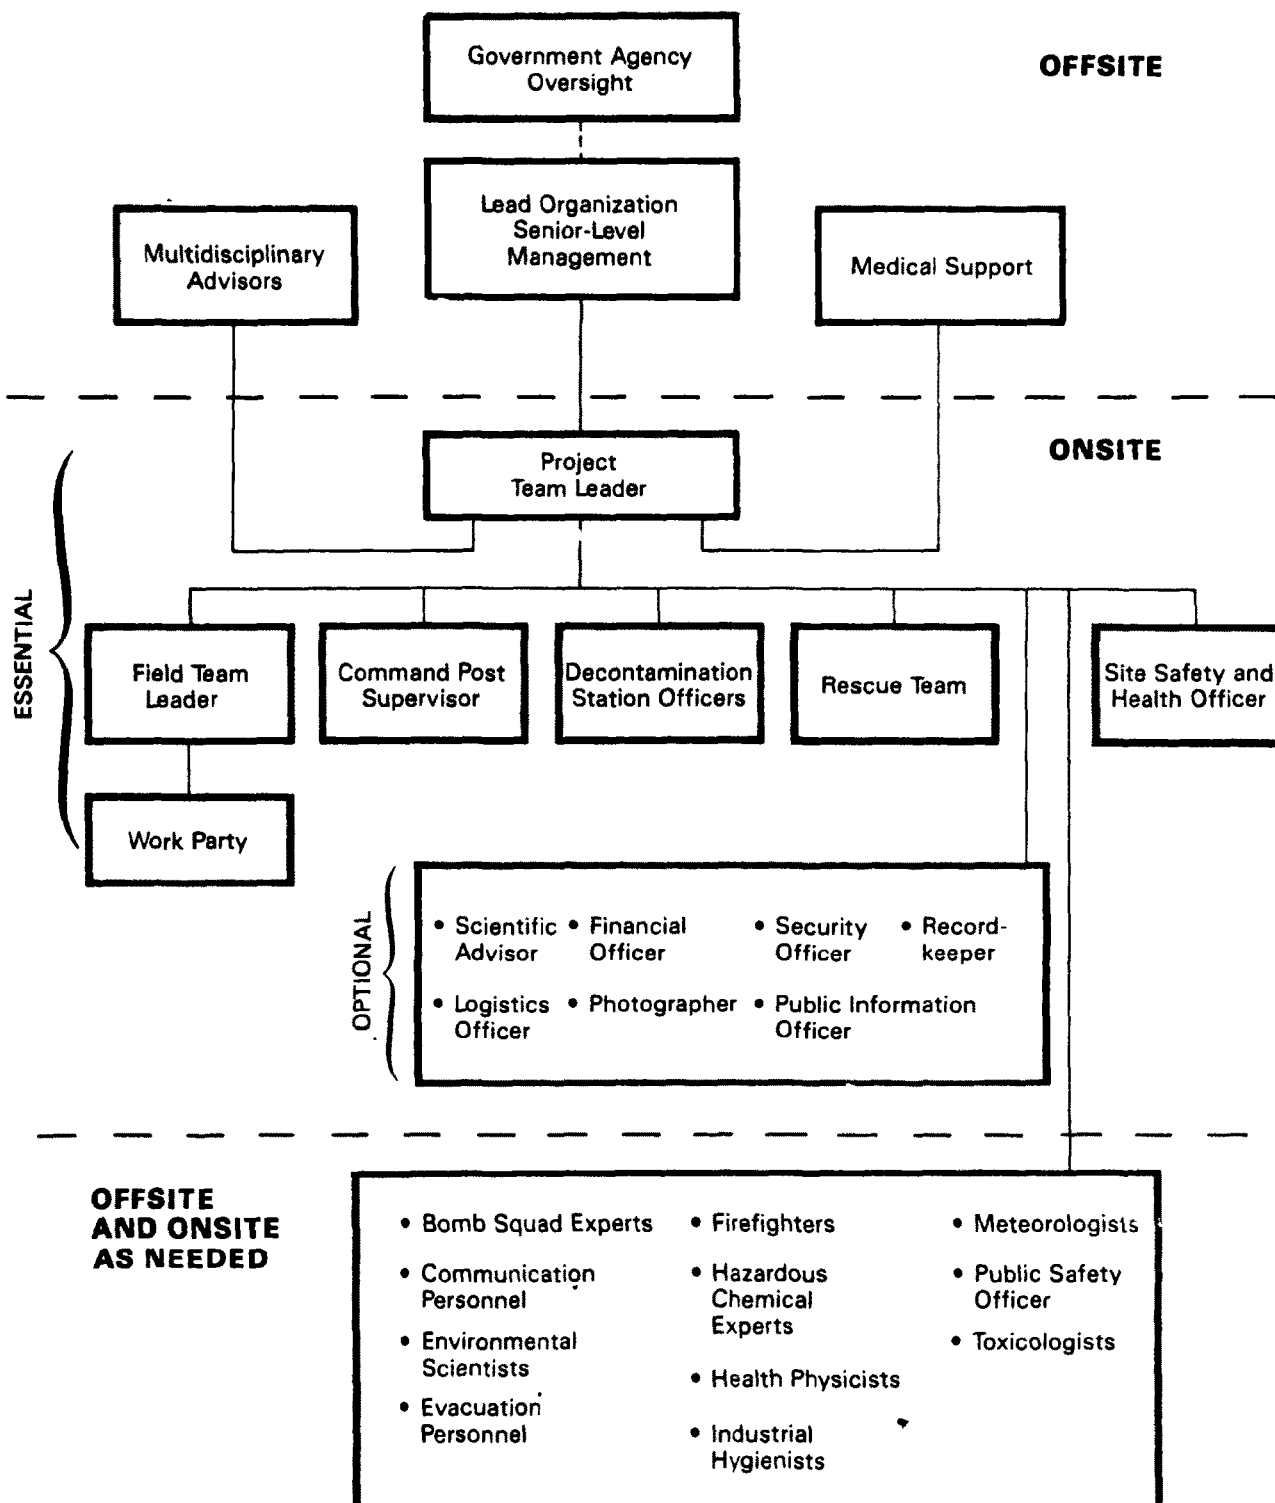 Government Agency
Oversight
OFFSITE
Lead Organization
Senior-Level
Management
Multidisciplinary
Advisors
Medical Support
ONSITE
Project
Team Leader
ESSENTIAL
Field Team
Leader
Command Post
Supervisor
Decontamination
Station Officers
Rescue Team
Site Safety and
Health Officer
Work Party
OPTIONAL
• Scientific
Advisor
• Financial
Officer
• Security
Officer
• Record-
keeper
• Logistics
Officer
• Photographer
• Public Information
Officer
OFFSITE
AND ONSITE
AS NEEDED
• Bomb Squad Experts
• Communication
Personnel
• Environmental
Scientists
• Evacuation
Personnel
• Firefighters
• Hazardous
Chemical
Experts
• Health Physicists
• Industrial
Hygienists
• Meteorologists
• Public Safety
Officer
• Toxicologists